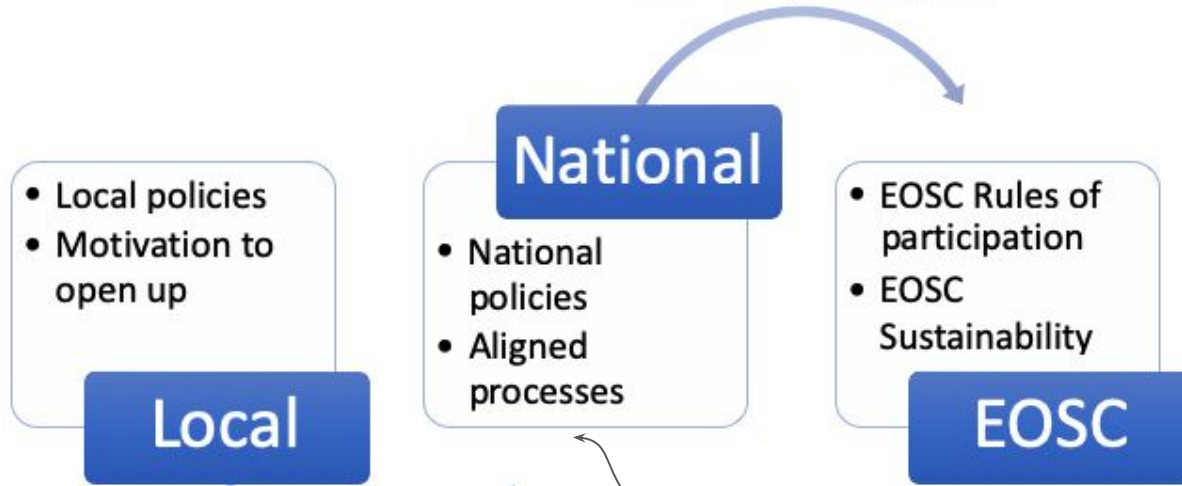 • Local policies
• Motivation to
open up
Local
National
• National
policies
• Aligned
processes
• EOSC Rules of
participation
• EOSC
Sustainability
EOSC